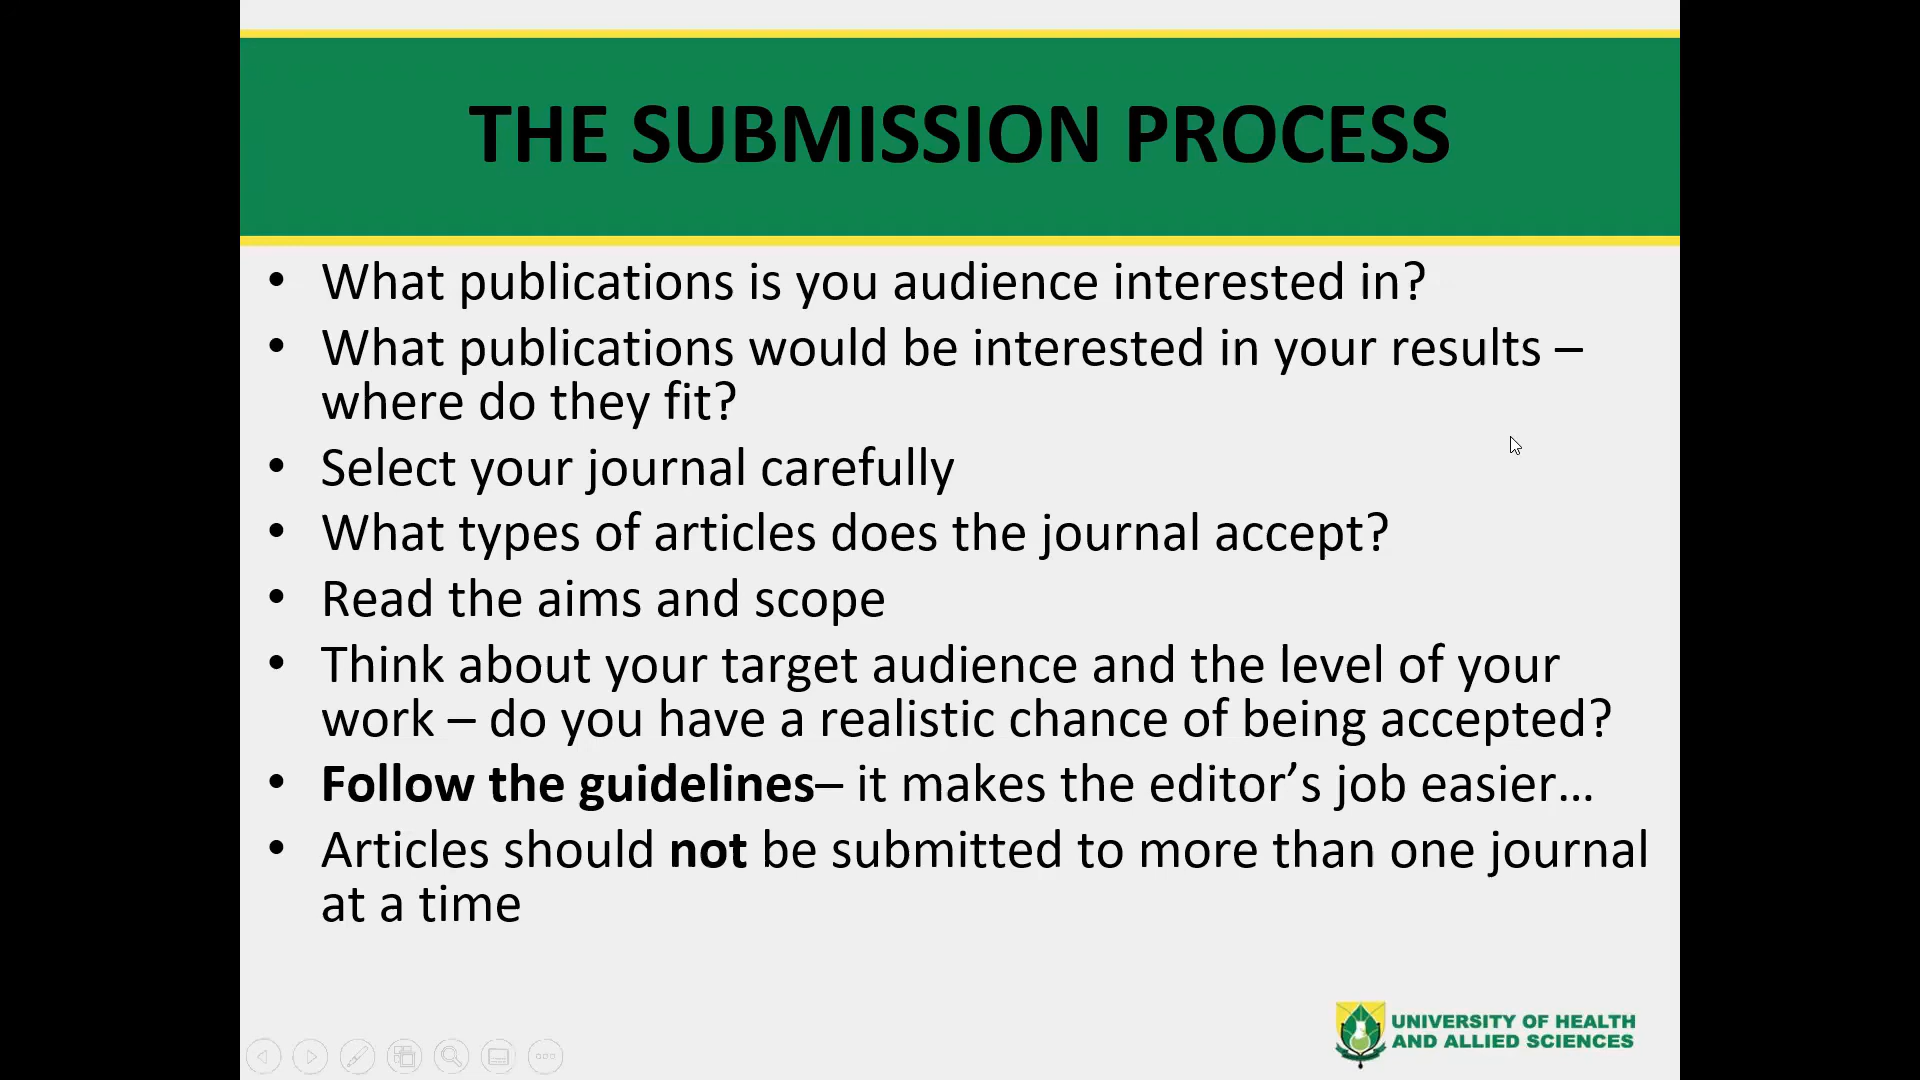 THE SUBMISSION PROCESS
• What publications is you audience interested in?
• What publications would be interested in your results –
where do they fit?
• Select your journal carefully
• What types of articles does the journal accept?
• Read the aims and scope
• Think about your target audience and the level of your
work – do you have a realistic chance of being accepted?
• Follow the guidelines– it makes the editor’s job easier…
• Articles should not be submitted to more than one journal
at a time
UNIVERSITY OF HEALTH
AND ALLIED SCIENCES